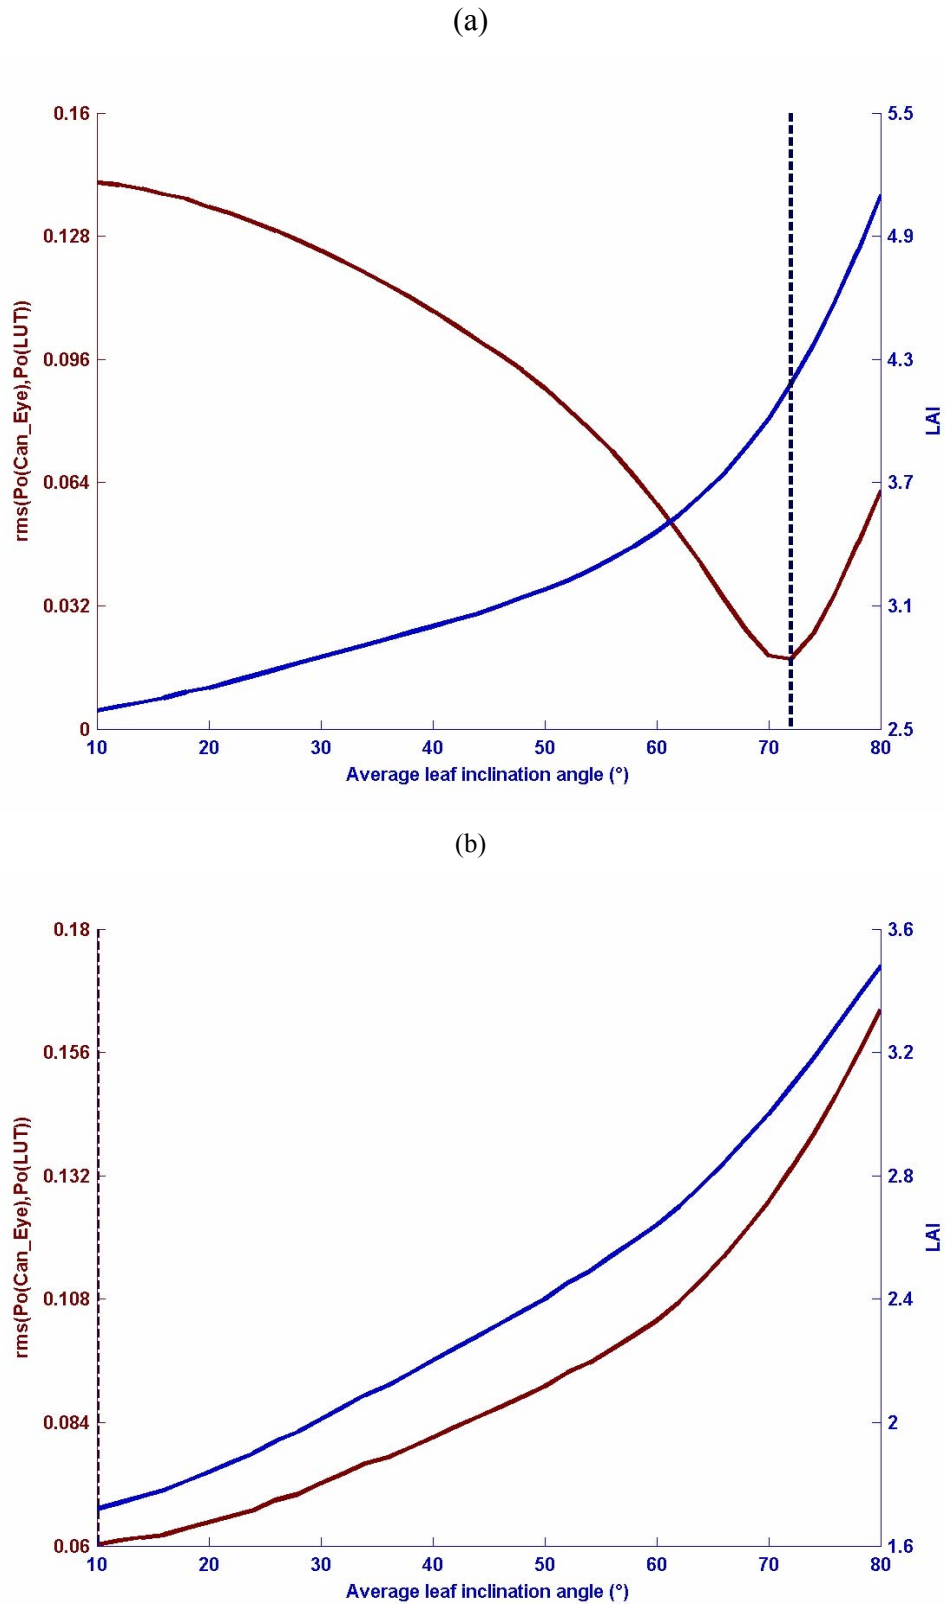 (a)
0.16
0.128
0.096
0.064
0.032
0
rms(Po(Can_Eye),Po(LUT))
5.5
4.9
4.3
3.7
3.1
2.5
LAI
10 20 30 40 50 60 70 80
Average leaf inclination angle (°)
(b)
0.18
0.156
0.132
0.108
0.084
0.06
rms(Po(Can_Eye),Po(LUT))
3.6
3.2
2.8
2.4
2
1.6
LAI
10 20 30 40 50 60 70 80
Average leaf inclination angle (°)